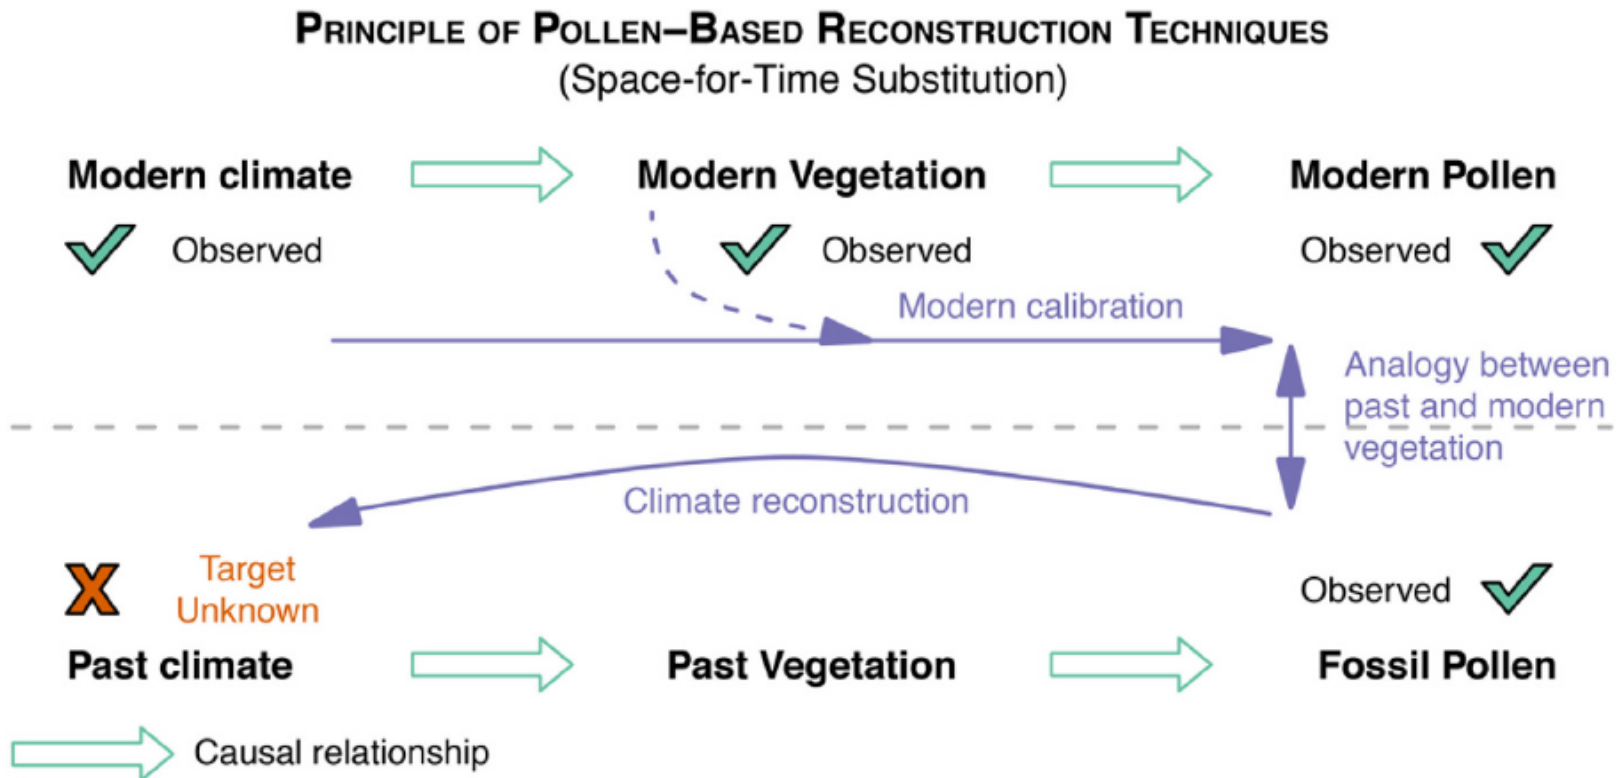 PRINCIPLE OF POLLEN–BASED RECONSTRUCTION TECHNIQUES
(Space-for-Time Substitution)
Modern climate
Modern Vegetation
Modern Pollen
Observed
Observed
Observed
Modern calibration
Analogy between
past and modern
vegetation
Climate reconstruction
Target
Unknown
Observed
Past climate
Past Vegetation
Fossil Pollen
Causal relationship